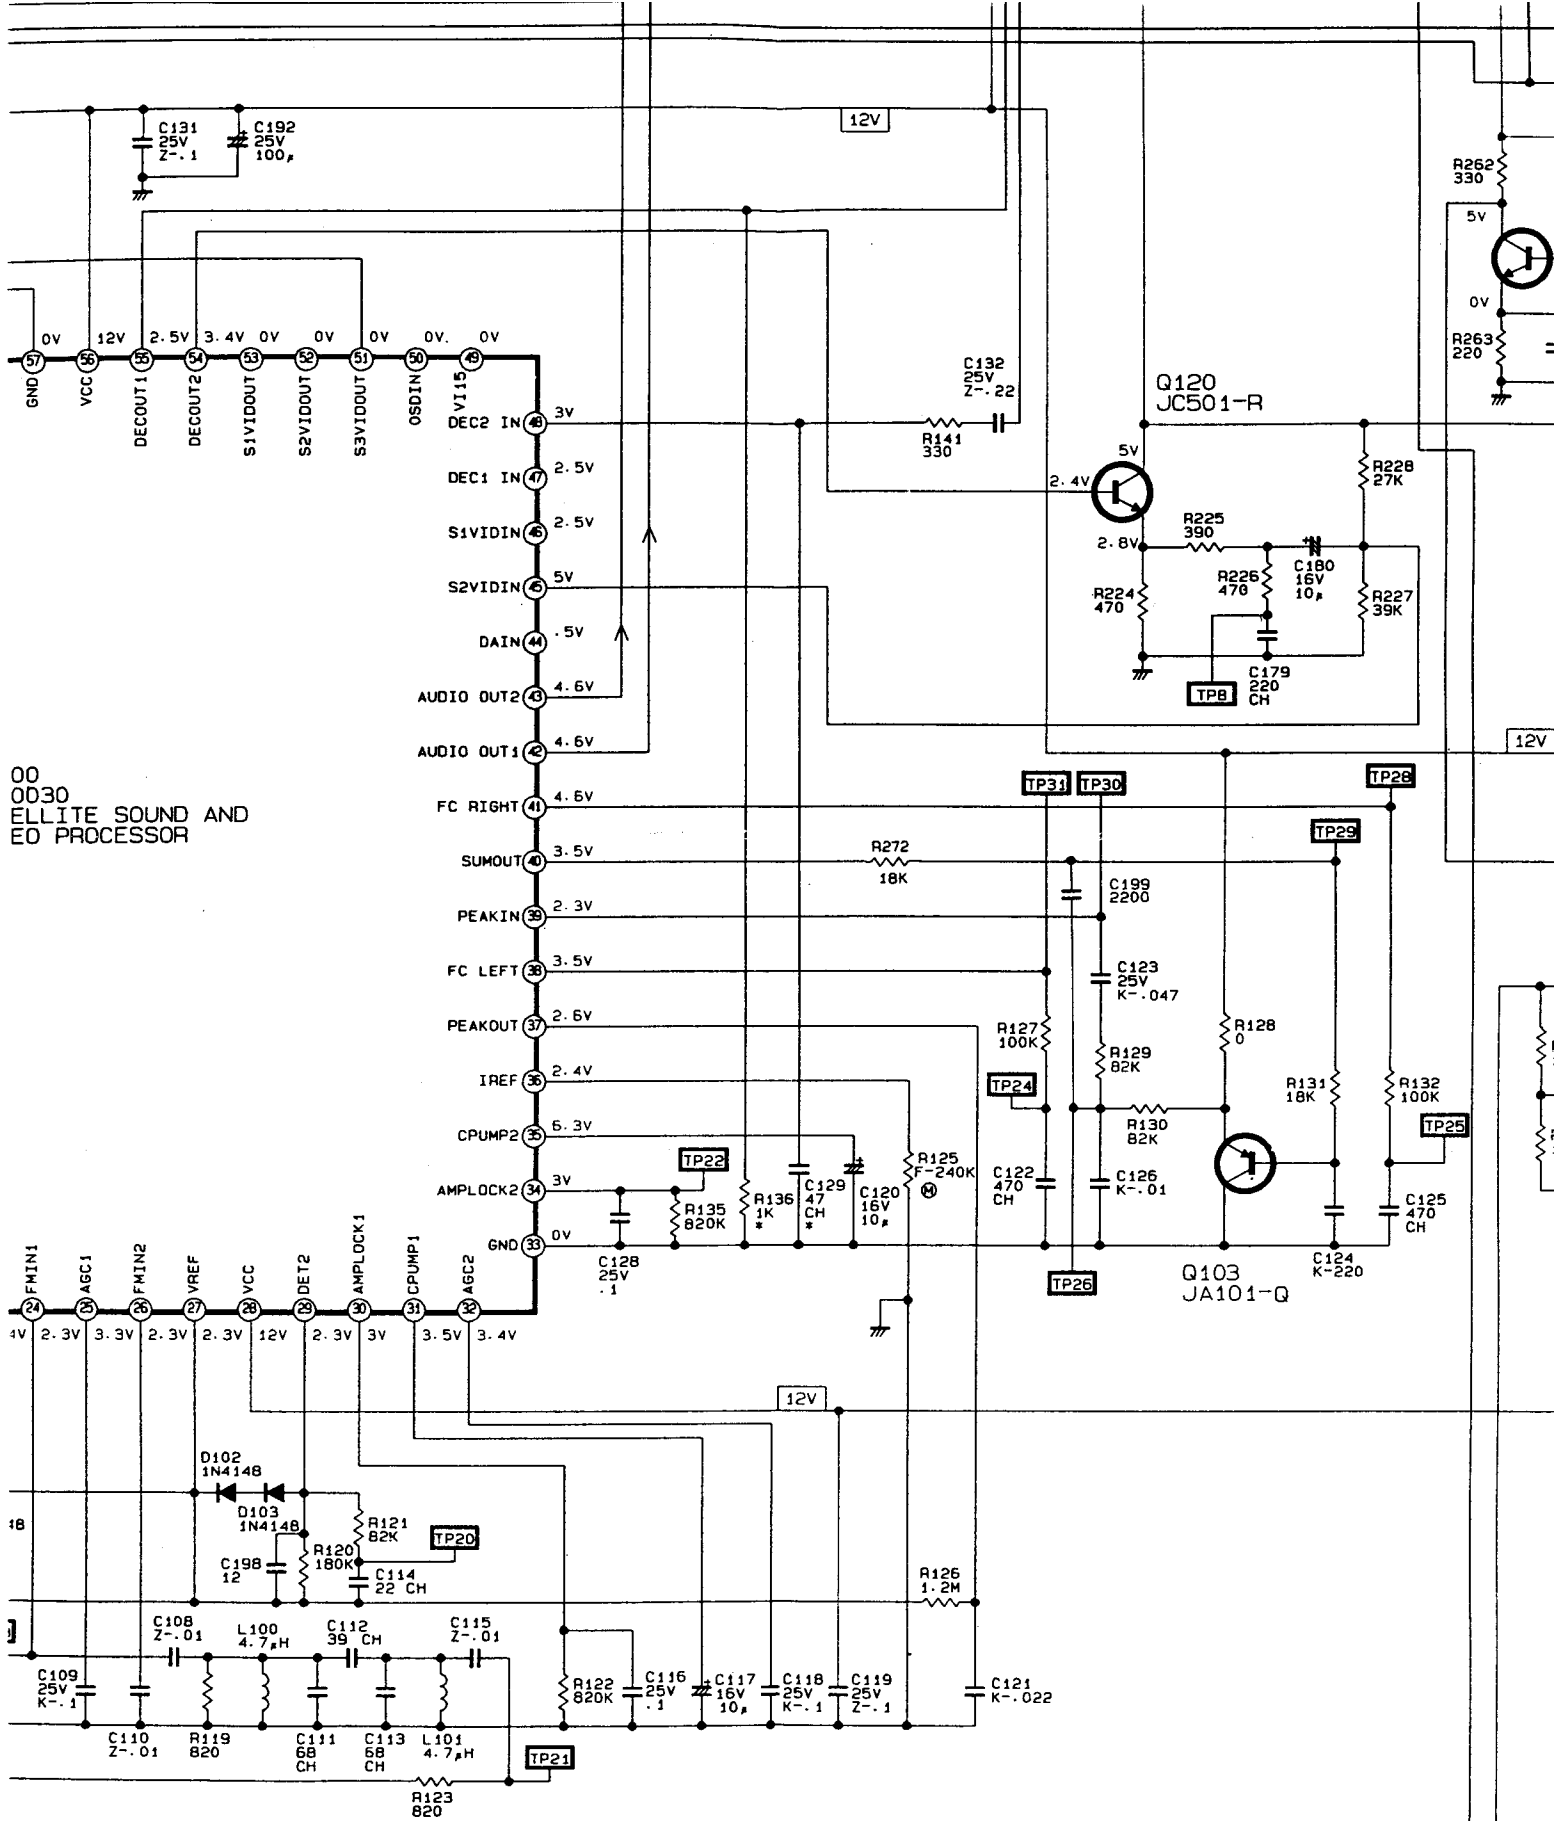 12V
C131
25V
Z-.1
C192
25V
100µ
R262
330
5V
0V
R263
220
0V
12V
2.5V
3.4V
0V
0V
0V
0V.
0V
57
56
55
54
53
52
51
50
49
GND
VCC
DECOUT1
DECOUT2
S1VIDOUT
S2VIDOUT
S3VIDOUT
OSDIN
VI15
DEC2 IN
48
3V
DEC1 IN
47
2.5V
S1VIDIN
46
2.5V
S2VIDIN
45
5V
DAIN
44
.5V
AUDIO OUT2
43
4.6V
AUDIO OUT1
42
4.6V
FC RIGHT
41
4.6V
SUMOUT
40
3.5V
PEAKIN
39
2.3V
FC LEFT
38
3.5V
PEAKOUT
37
2.6V
IREF
36
2.4V
CPUMP2
35
6.3V
AMPLOCK2
34
3V
GND
33
0V
C132
25V
Z-.22
R141
330
Q120
JC501-R
5V
2.4V
2.8V
R228
27K
R225
390
R226
470
C180
16V
10µ
R224
470
R227
39K
C179
220
CH
TP8
12V
00
0D30
ELLITE SOUND AND
EO PROCESSOR
TP31
TP30
TP28
TP29
R272
18K
C199
2200
C123
25V
K-.047
R127
100K
R129
82K
R128
0
TP24
R130
82K
R131
18K
R132
100K
TP25
TP22
R135
820K
C128
25V
.1
R136
1K
*
C129
47
CH
*
C120
16V
10µ
R125
F-240K
M
C122
470
CH
C126
K-.01
C125
470
CH
C124
K-220
TP26
Q103
JA101-Q
FMIN1
AGC1
FMIN2
VREF
VCC
DET2
AMPLOCK1
CPUMP1
AGC2
24
25
26
27
28
29
30
31
32
4V
2.3V
3.3V
2.3V
2.3V
12V
2.3V
3V
3.5V
3.4V
12V
D102
1N4148
D103
1N4148
48
R121
82K
TP20
C198
12
R120
180K
C114
22 CH
R126
1.2M
C108
Z-.01
L100
4.7µH
C112
39 CH
C115
Z-.01
C109
25V
K-.1
R122
820K
C116
25V
.1
C117
16V
10µ
C118
25V
K-.1
C119
25V
Z-.1
C121
K-.022
C110
Z-.01
R119
820
C111
68
CH
C113
68
CH
L101
4.7µH
TP21
R123
820